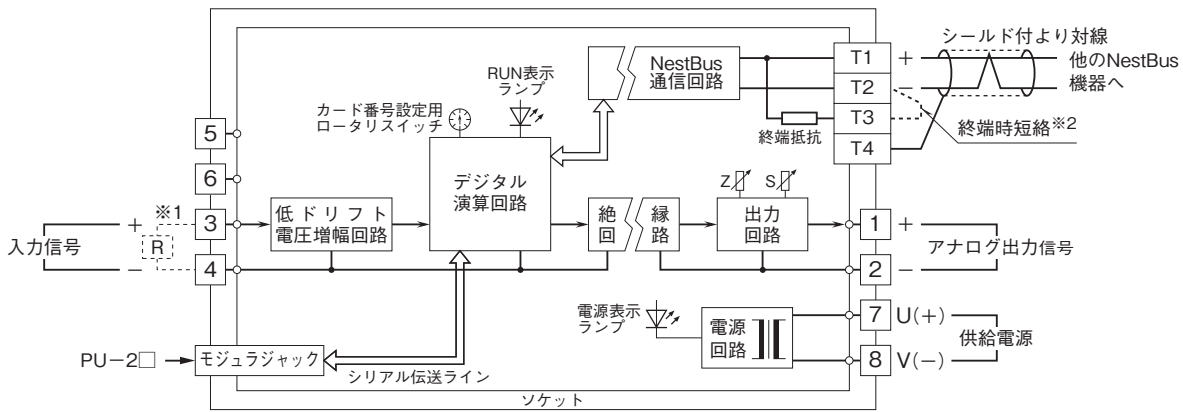 シールド付より対線
他のNestBus
機器へ
T1
+
T2
−
T3
T4
終端時短絡※2
終端抵抗
NestBus
通信回路
RUN表示
ランプ
カード番号設定用
ロータリスイッチ
5
6
※1
3
+
入力信号
R
−
4
低ドリフト
電圧増幅回路
デジタル
演算回路
絶 縁
回 路
Z
S
出力
回路
1
+
アナログ出力信号
2
−
電源表示
ランプ
電源
回路
7
U(+)
供給電源
8
V(−)
PU−2□
モジュラジャック
シリアル伝送ライン
ソケット